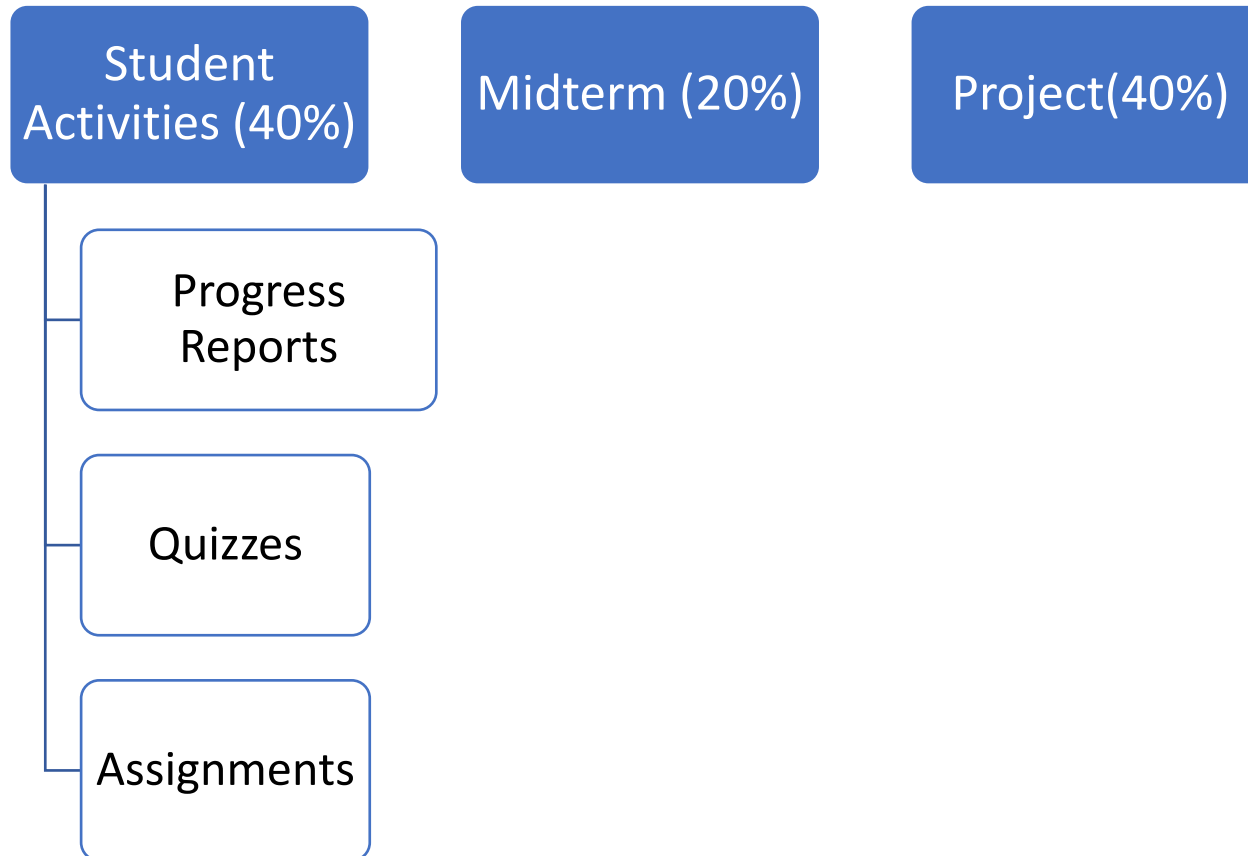 Student
Activities (40%)
Midterm (20%)
Project(40%)
Progress
Reports
Quizzes
Assignments